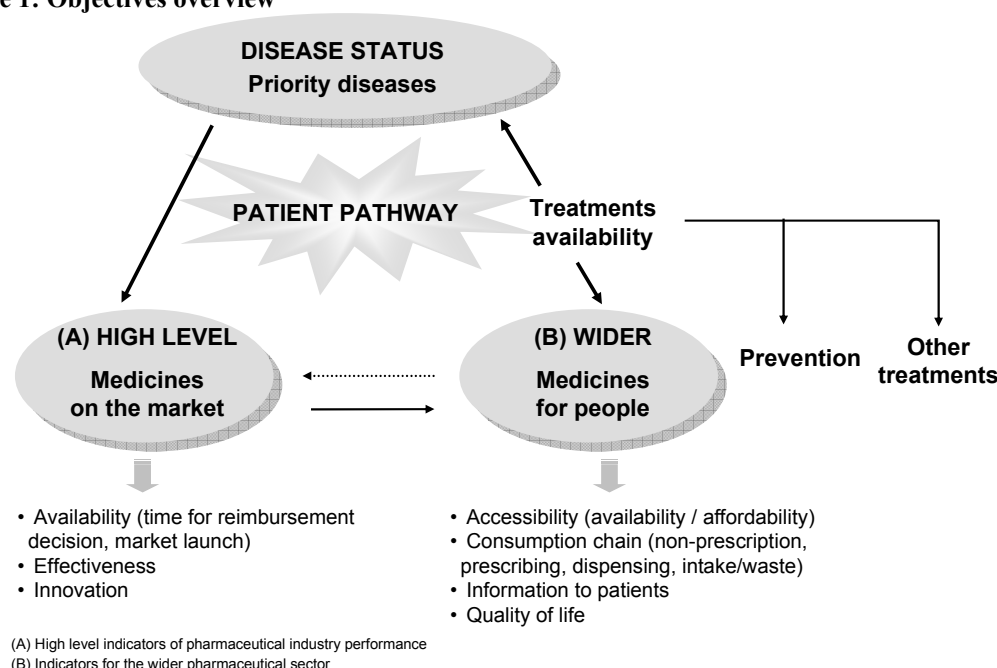 e 1: Objectives overview
DISEASE STATUS
Priority diseases
PATIENT PATHWAY
Treatments
availability
(A) HIGH LEVEL
Medicines
on the market
(B) WIDER
Medicines
for people
Prevention
Other
treatments
• Availability (time for reimbursement
decision, market launch)
• Effectiveness
• Innovation
• Accessibility (availability / affordability)
• Consumption chain (non-prescription,
prescribing, dispensing, intake/waste)
• Information to patients
• Quality of life
(A) High level indicators of pharmaceutical industry performance
(B) Indicators for the wider pharmaceutical sector